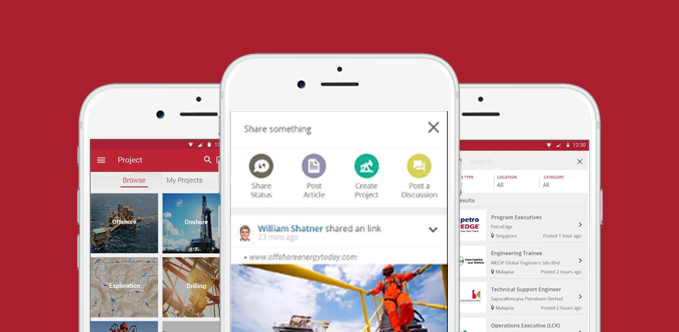 12
Project
Browse
My Projects
Offshore
Onshore
Exploration
Drilling
Share something
Share
Status
Post
Article
Create
Project
Post a
Discussion
William Shatner shared an link
23 mins ago
• www.offshoreenergytoday.com
12:30
Search
TYPE
LOCATION
CATEGORY
All
All
Results
petro
EDGE
Program Executives
PetroEdge
Singapore
Posted 1 hour ago
Engineering Trainee
MECIP Global Engineers Sdn Bhd
Malaysia
Posted 2 hours ago
Technical Support Engineer
SapuraKencana Petroleum Berhad
Malaysia
Posted 2 hours ago
Operations Executive (LCK)